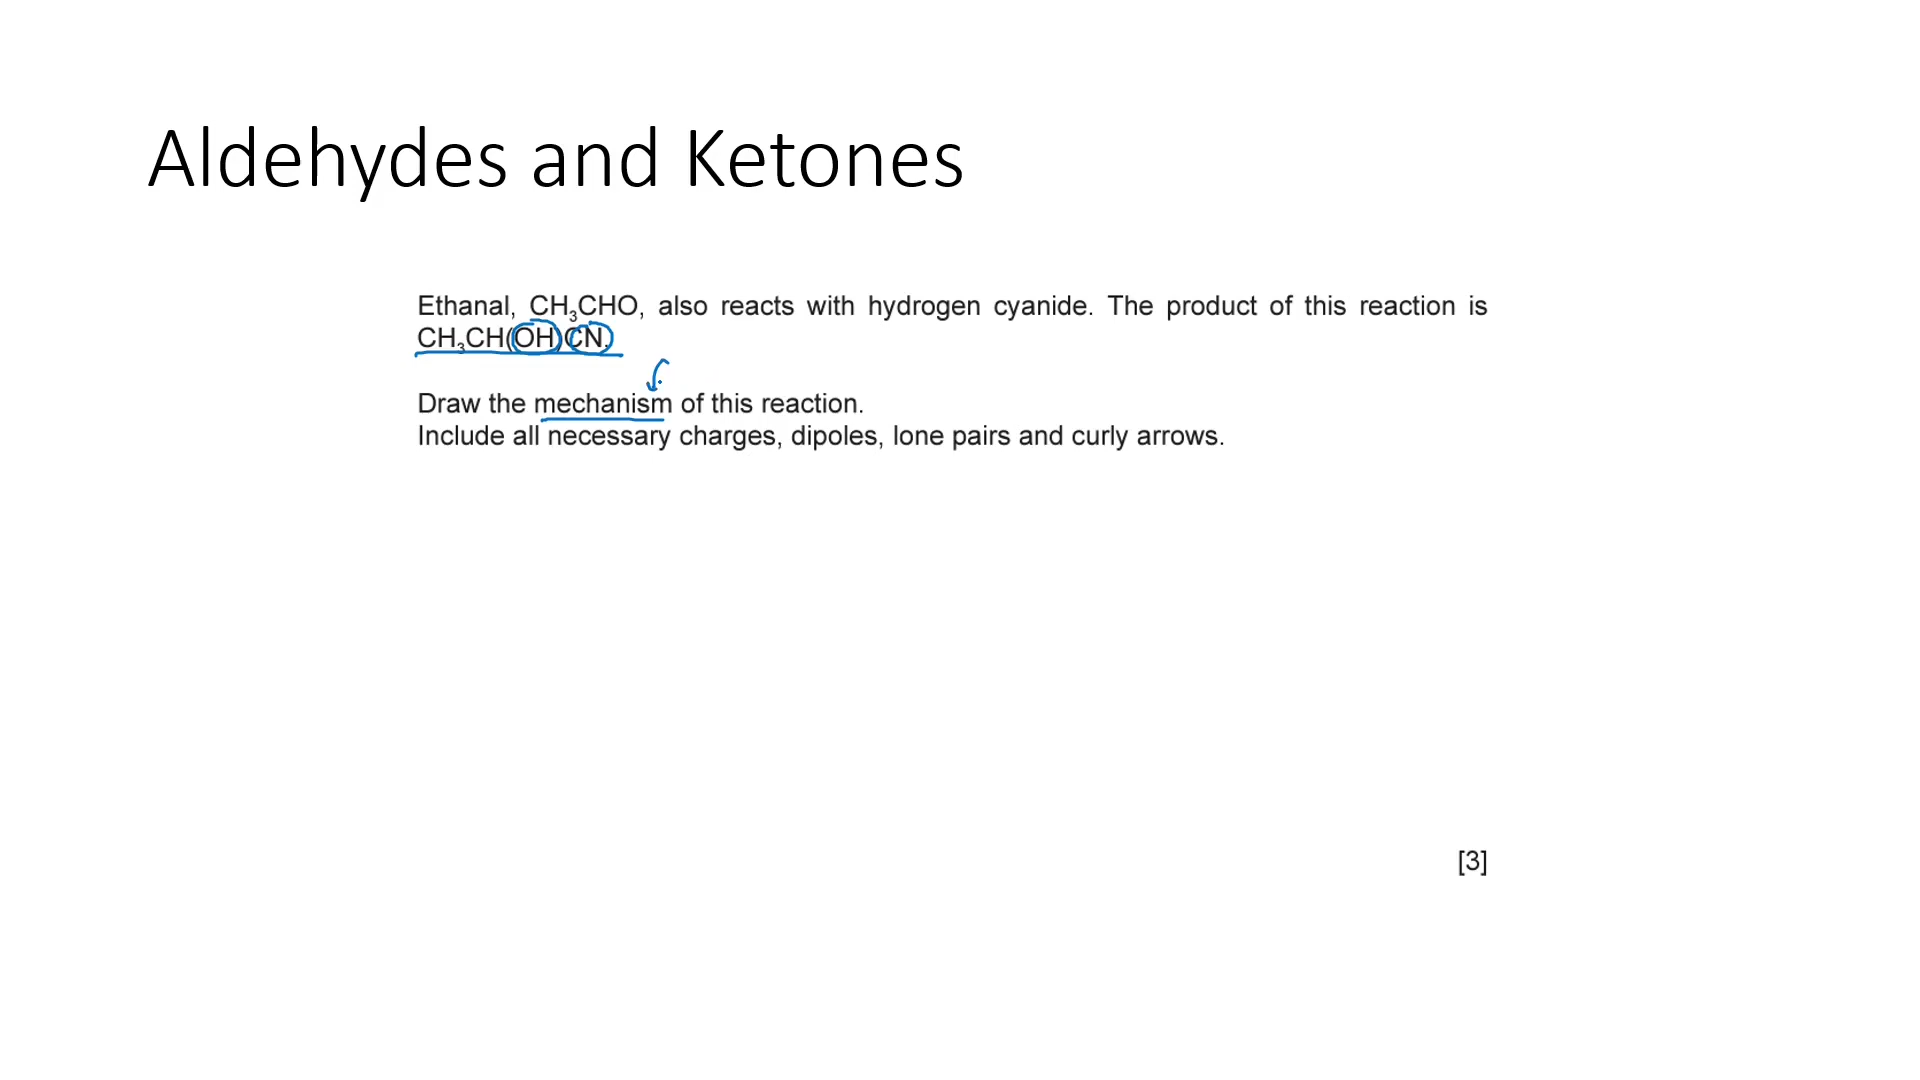 Aldehydes and Ketones
Ethanal, CH₃CHO, also reacts with hydrogen cyanide. The product of this reaction is
CH₃CH(OH)CN.
Draw the mechanism of this reaction.
Include all necessary charges, dipoles, lone pairs and curly arrows.
[3]